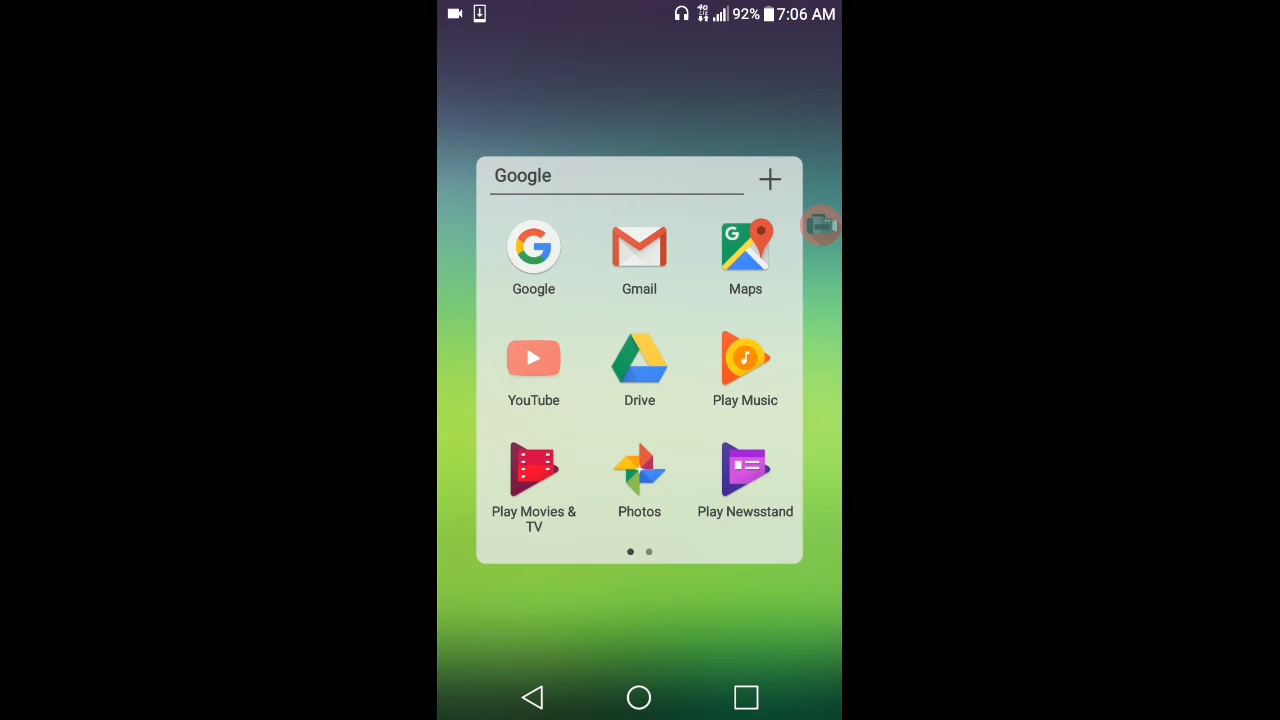 92% 7:06 AM
Google
Google Gmail Maps
YouTube Drive Play Music
Play Movies & TV Photos Play Newsstand